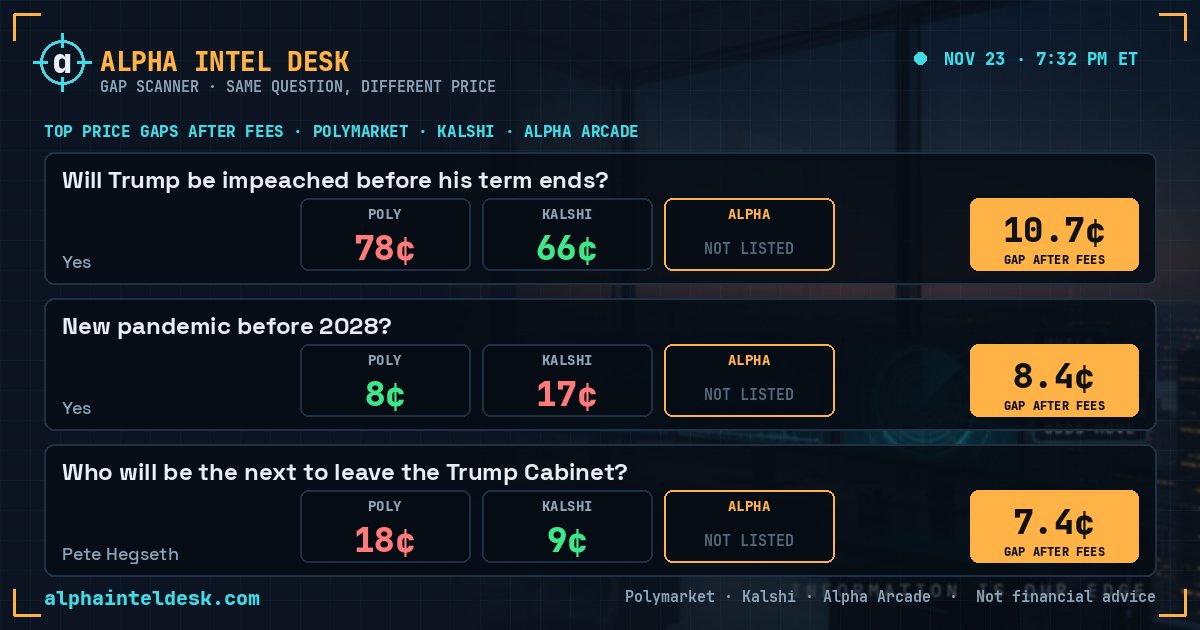 α ALPHA INTEL DESK
GAP SCANNER · SAME QUESTION, DIFFERENT PRICE
NOV 23 · 7:32 PM ET
TOP PRICE GAPS AFTER FEES · POLYMARKET · KALSHI · ALPHA ARCADE
Will Trump be impeached before his term ends?
Yes
POLY
78¢
KALSHI
66¢
ALPHA
NOT LISTED
10.7¢
GAP AFTER FEES
New pandemic before 2028?
Yes
POLY
8¢
KALSHI
17¢
ALPHA
NOT LISTED
8.4¢
GAP AFTER FEES
Who will be the next to leave the Trump Cabinet?
Pete Hegseth
POLY
18¢
KALSHI
9¢
ALPHA
NOT LISTED
7.4¢
GAP AFTER FEES
INFORMATION IS OUR EDGE
alphainteldesk.com
Polymarket · Kalshi · Alpha Arcade · Not financial advice